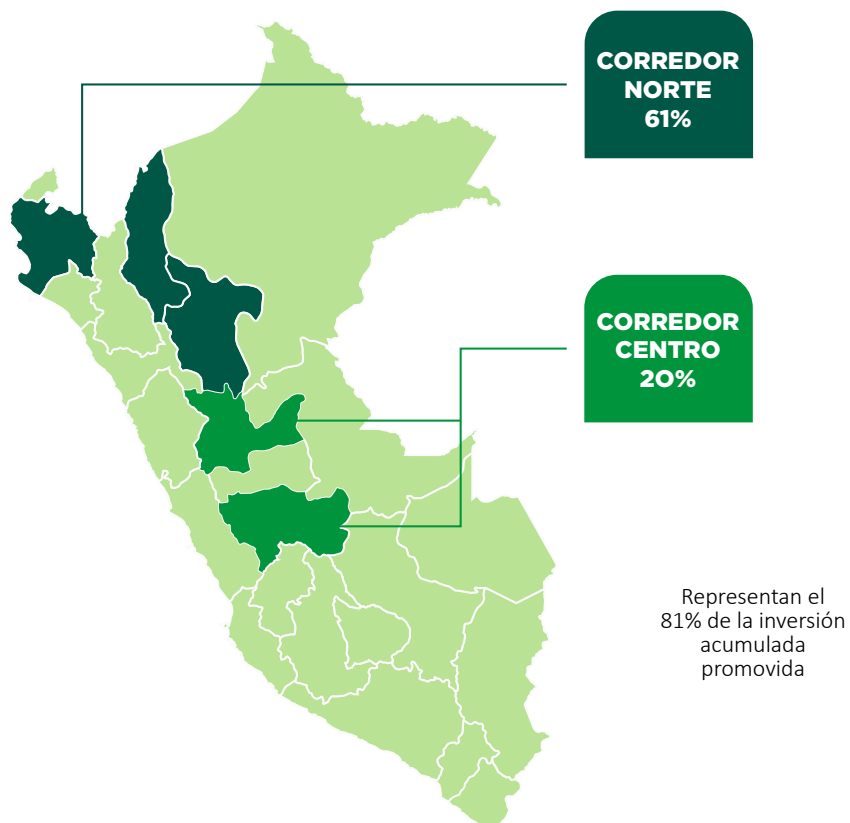 CORREDOR
NORTE
61%
CORREDOR
CENTRO
20%
Representan el
81% de la inversión
acumulada
promovida